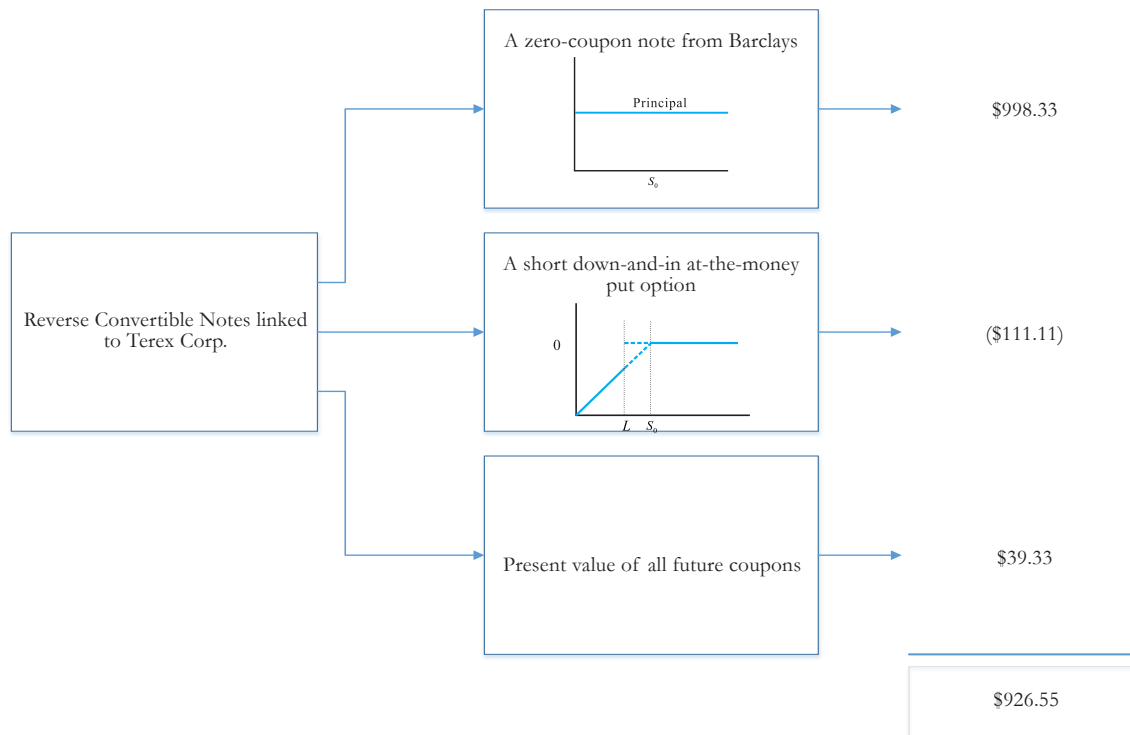 A zero-coupon note from Barclays
Principal
S₀
$998.33
Reverse Convertible Notes linked
to Terex Corp.
A short down-and-in at-the-money
put option
0
L S₀
($111.11)
Present value of all future coupons
$39.33
$926.55